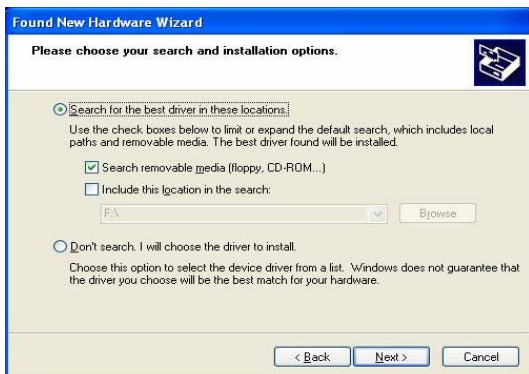 Found New Hardware Wizard
Please choose your search and installation options.
Search for the best driver in these locations.
Use the check boxes below to limit or expand the default search, which includes local
paths and removable media. The best driver found will be installed.
Search removable media (floppy, CD-ROM...)
Include this location in the search:
F:\
Browse
Don't search. I will choose the driver to install.
Choose this option to select the device driver from a list. Windows does not guarantee that
the driver you choose will be the best match for your hardware.
< Back
Next >
Cancel